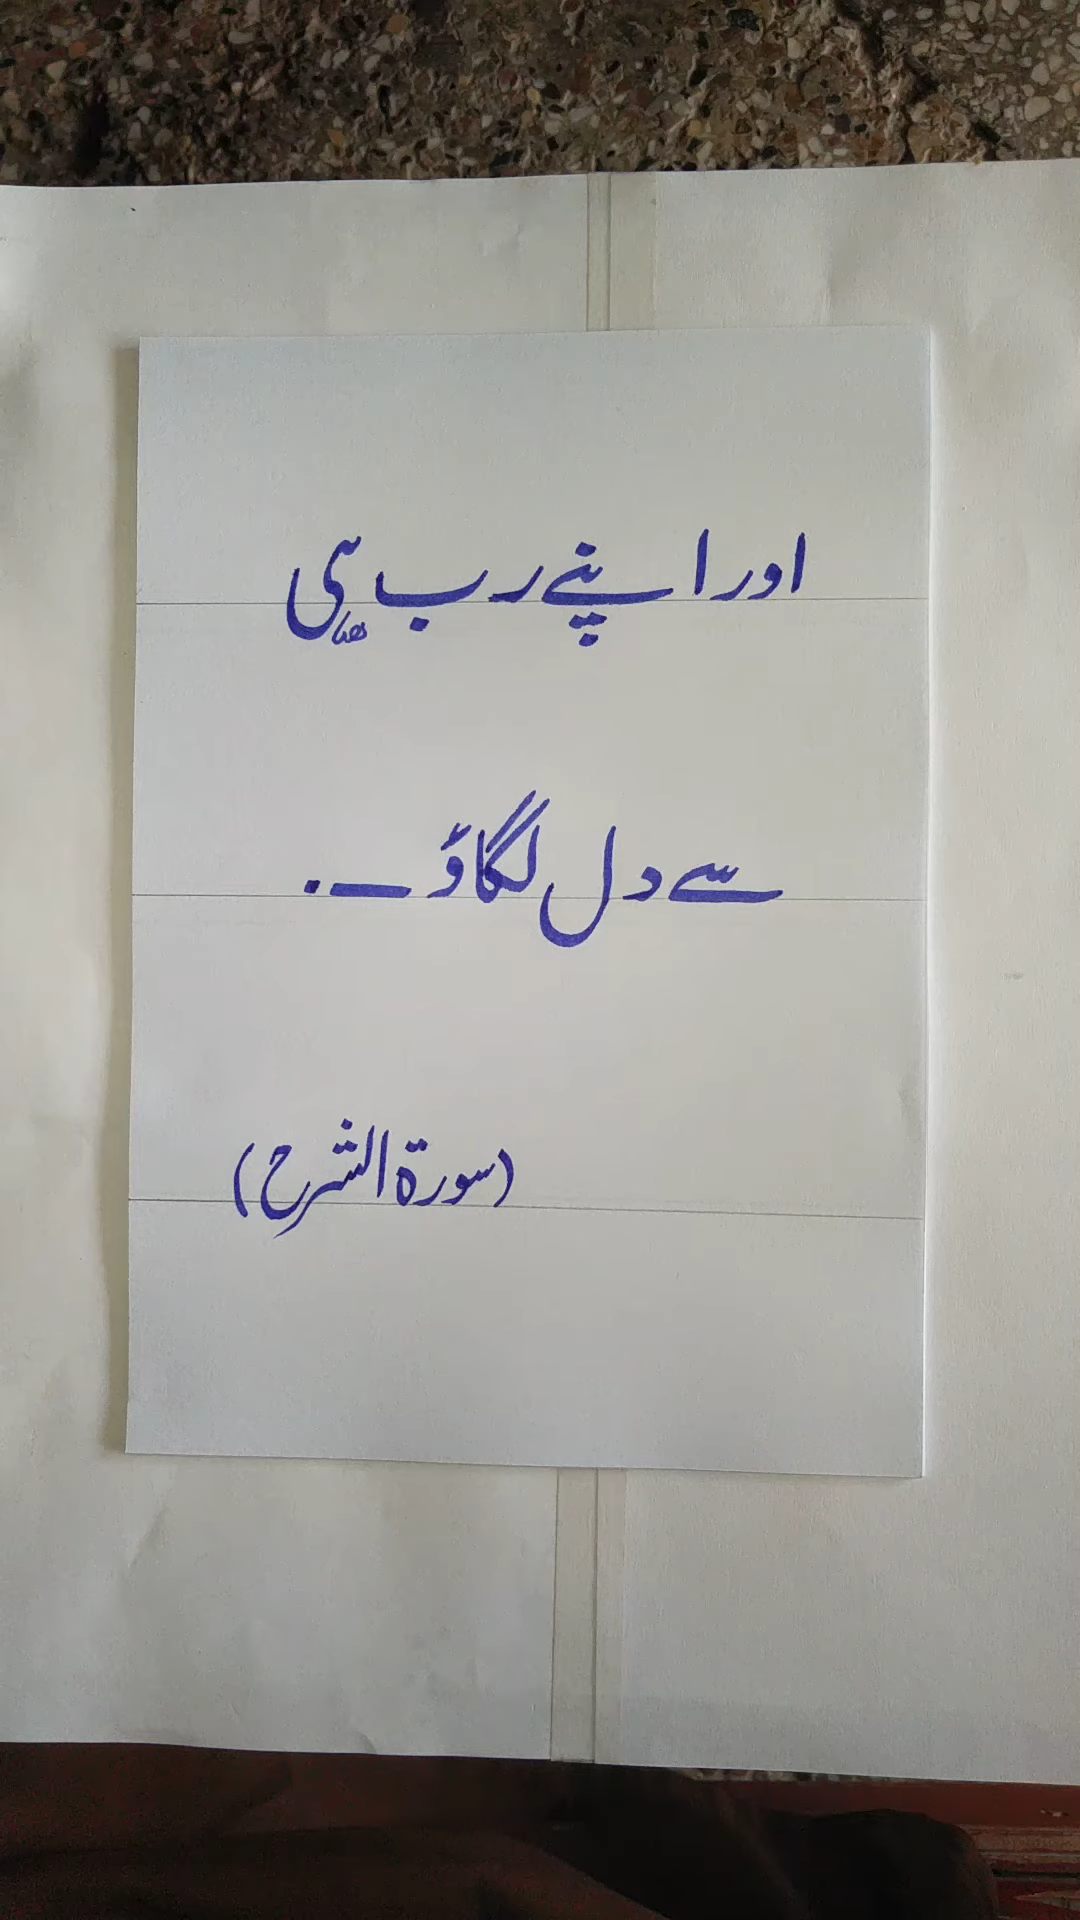 اور اپنے رب ہی
سے دل لگاؤ ۔۔
(سورۃ الشرح)